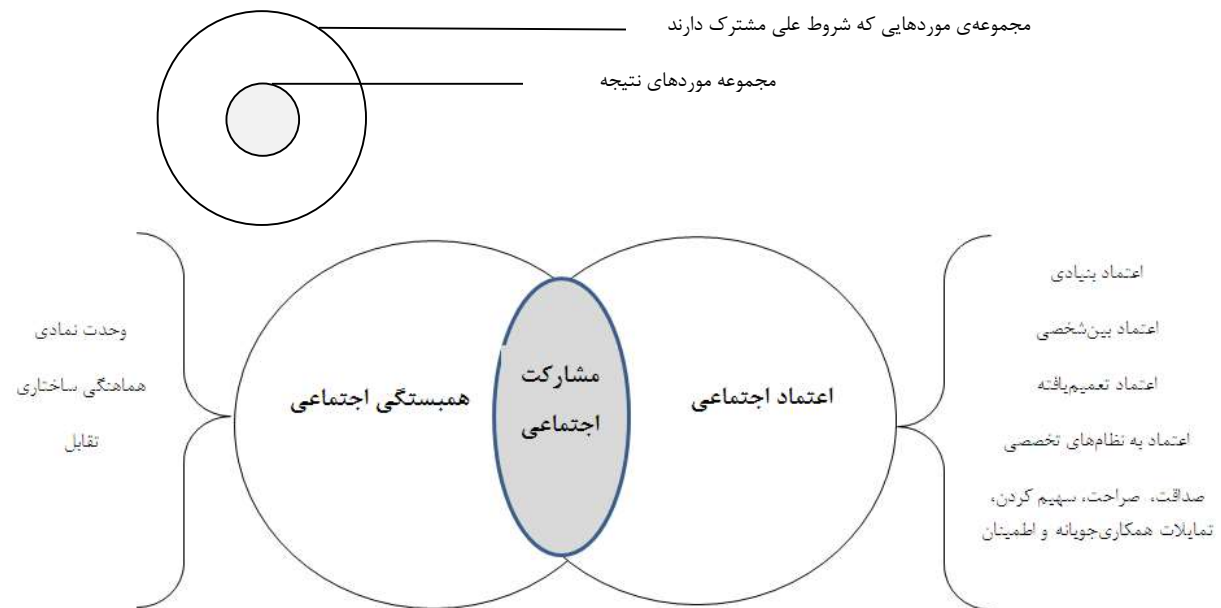 مجموعه‌ی موردهایی که شروط علی مشترک دارند
مجموعه موردهای نتیجه
اعتماد بنیادی
اعتماد بین‌شخصی
اعتماد تعمیم‌یافته
اعتماد به نظام‌های تخصصی
صداقت، صراحت، سهیم کردن،
تمایلات همکاری‌جویانه و اطمینان
اعتماد اجتماعی
مشارکت
اجتماعی
همبستگی اجتماعی
وحدت نمادی
هماهنگی ساختاری
تقابل